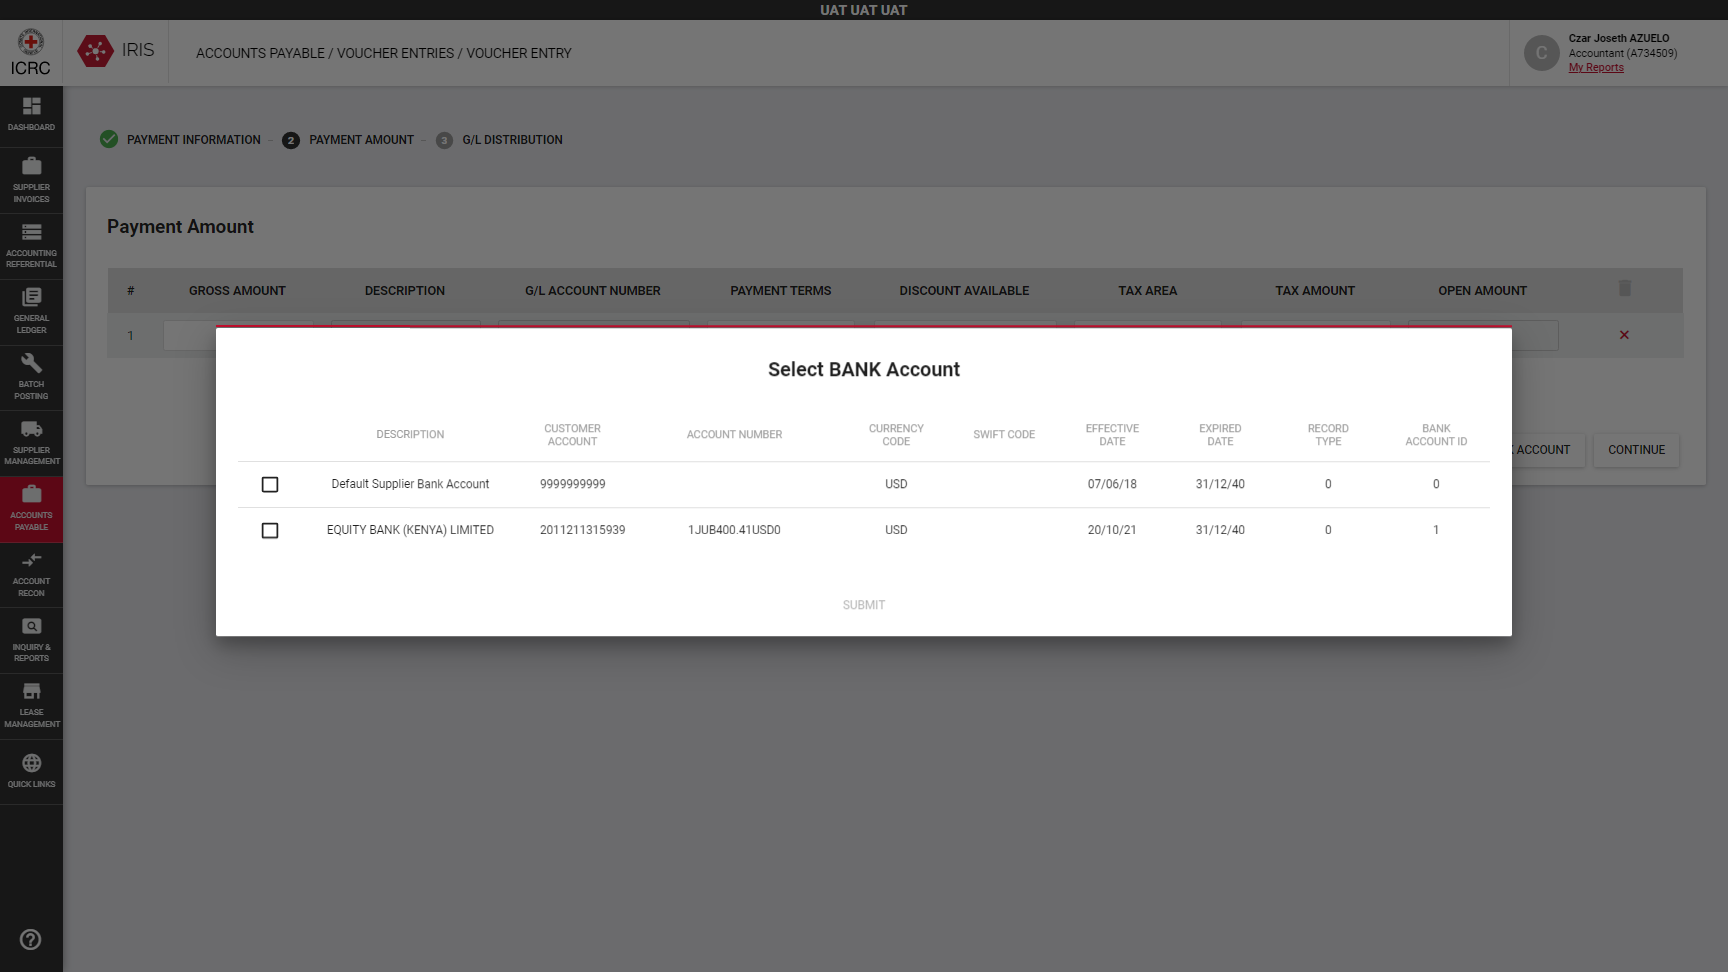 UAT UAT UAT
ICRC
IRIS
ACCOUNTS PAYABLE / VOUCHER ENTRIES / VOUCHER ENTRY
C
Czar Joseth AZUELO
Accountant (A734509)
My Reports
DASHBOARD
SUPPLIER
INVOICES
ACCOUNTING
REFERENTIAL
GENERAL
LEDGER
BATCH
POSTING
SUPPLIER
MANAGEMENT
ACCOUNTS
PAYABLE
ACCOUNT
RECON
INQUIRY &
REPORTS
LEASE
MANAGEMENT
QUICK LINKS
PAYMENT INFORMATION - 2 PAYMENT AMOUNT - 3 G/L DISTRIBUTION
Payment Amount
# GROSS AMOUNT DESCRIPTION G/L ACCOUNT NUMBER PAYMENT TERMS DISCOUNT AVAILABLE TAX AREA TAX AMOUNT OPEN AMOUNT
1
Select BANK Account
DESCRIPTION CUSTOMER ACCOUNT ACCOUNT NUMBER CURRENCY CODE SWIFT CODE EFFECTIVE DATE EXPIRED DATE RECORD TYPE BANK ACCOUNT ID
Default Supplier Bank Account 9999999999 USD 07/06/18 31/12/40 0 0
EQUITY BANK (KENYA) LIMITED 2011211315939 1JUB400.41USD0 USD 20/10/21 31/12/40 0 1
SUBMIT
ACCOUNT
CONTINUE